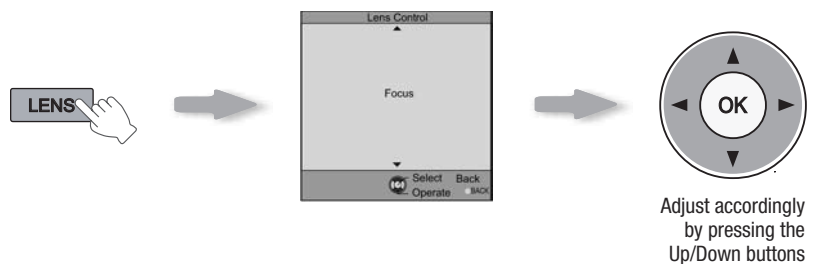 LENS
Lens Control
Focus
Select Back
Operate BACK
OK
Adjust accordingly
by pressing the
Up/Down buttons